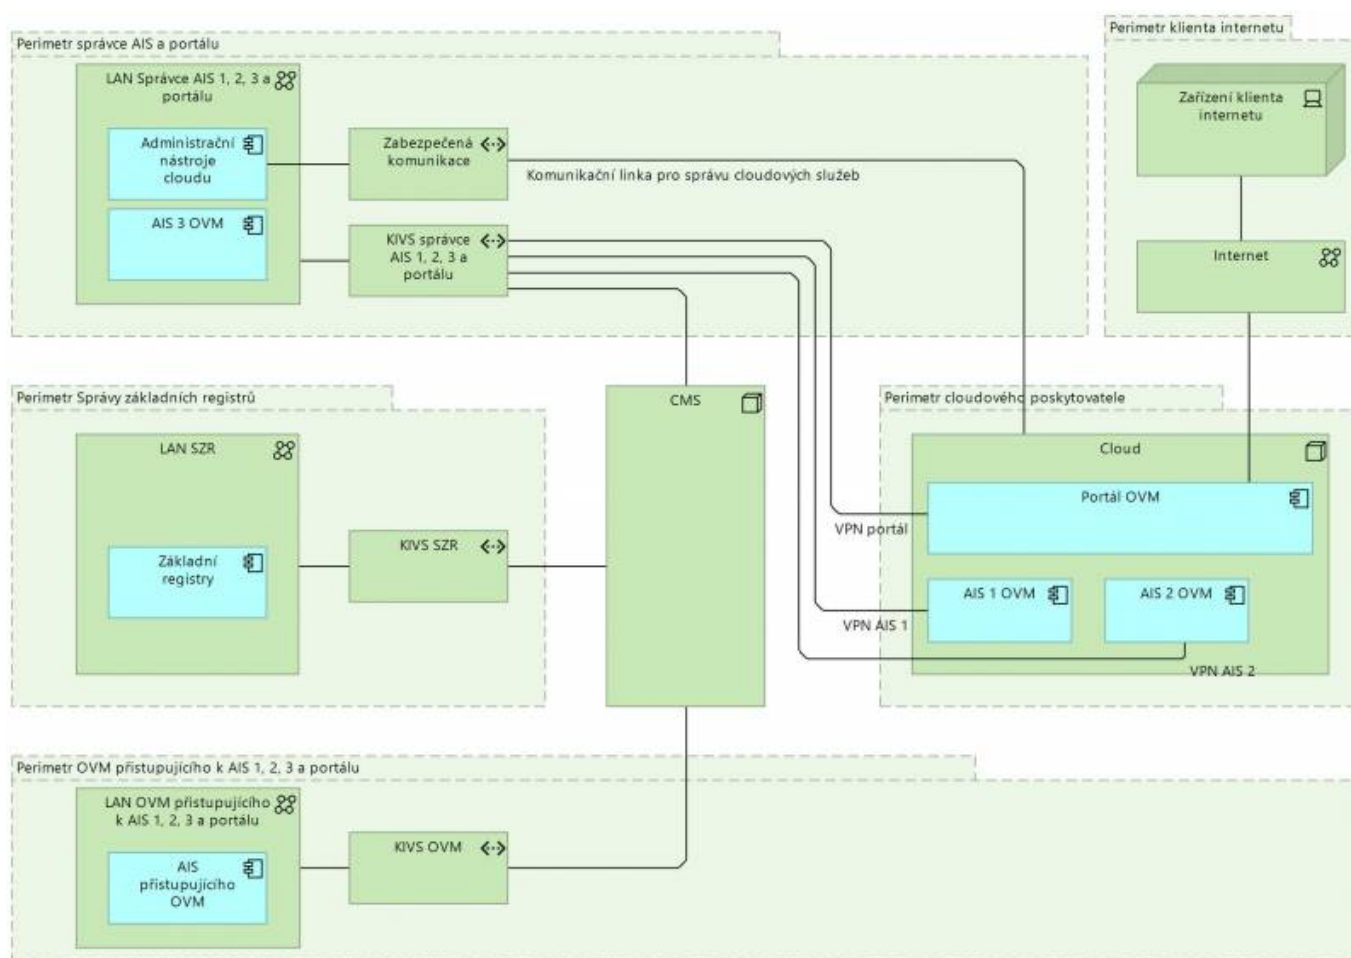 Perimetr správce AIS a portálu
Perimetr klienta internetu
LAN Správce AIS 1, 2, 3 a
portálu
Administrační
nástroje
cloudu
AIS 3 OVM
Zabezpečená
komunikace
Komunikační linka pro správu cloudových služeb
KIVS správce
AIS 1, 2, 3 a
portálu
Zařízení klienta
internetu
Internet
Perimetr Správy základních registrů
LAN SZR
Základní
registry
KIVS SZR
CMS
Perimetr cloudového poskytovatele
Cloud
Portál OVM
VPN portál
AIS 1 OVM
AIS 2 OVM
VPN AIS 1
VPN AIS 2
Perimetr OVM přistupujícího k AIS 1, 2, 3 a portálu
LAN OVM přistupujícího
k AIS 1, 2, 3 a portálu
AIS
přistupujícího
OVM
KIVS OVM